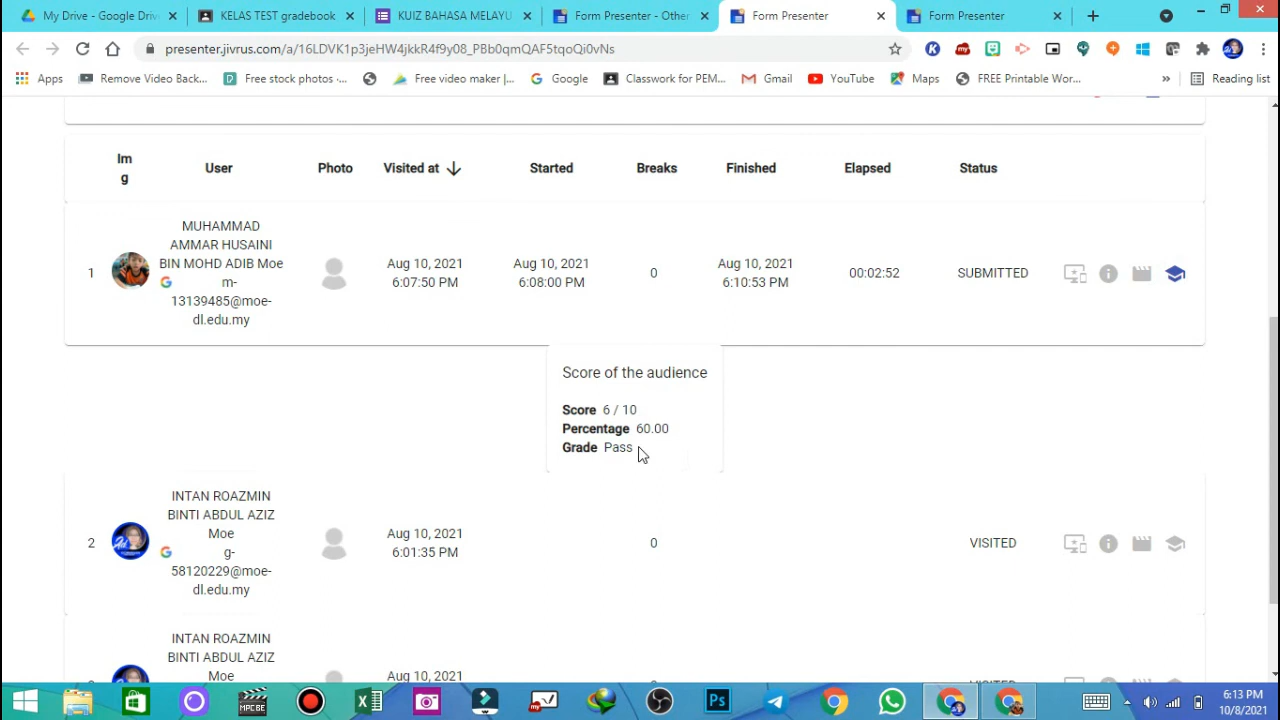 My Drive - Google Driv
KELAS TEST gradebook
KUIZ BAHASA MELAYU
Form Presenter - Other
Form Presenter
Form Presenter
presenter.jivrus.com/a/16LDVK1p3jeHW4jkkR4f9y08_PBb0qmQAF5tqoQi0vNs
Apps
Remove Video Back...
Free stock photos ·...
Free video maker |...
Google
Classwork for PEM...
Gmail
YouTube
Maps
FREE Printable Wor...
»
Reading list
Im
g
User
Photo
Visited at
Started
Breaks
Finished
Elapsed
Status
1
MUHAMMAD
AMMAR HUSAINI
BIN MOHD ADIB Moe
m-
13139485@moe-
dl.edu.my
Aug 10, 2021
6:07:50 PM
Aug 10, 2021
6:08:00 PM
0
Aug 10, 2021
6:10:53 PM
00:02:52
SUBMITTED
Score of the audience
Score 6 / 10
Percentage 60.00
Grade Pass
2
INTAN ROAZMIN
BINTI ABDUL AZIZ
Moe
g-
58120229@moe-
dl.edu.my
Aug 10, 2021
6:01:35 PM
0
VISITED
INTAN ROAZMIN
BINTI ABDUL AZIZ
Moe
Aug 10, 2021
MPC BE
Ps
6:13 PM
10/8/2021